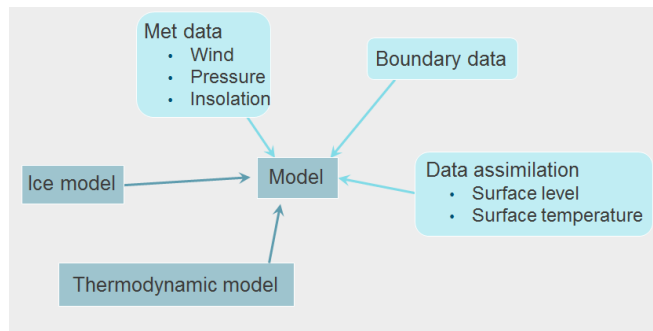 Met data
• Wind
• Pressure
• Insolation
Boundary data
Ice model
Model
Data assimilation
• Surface level
• Surface temperature
Thermodynamic model